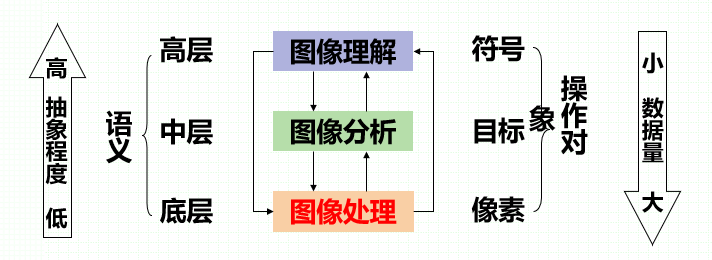 高
抽象程度
低
语义
高层
中层
底层
图像理解
图像分析
图像处理
符号
目标
像素
操作对象
小
数据量
大